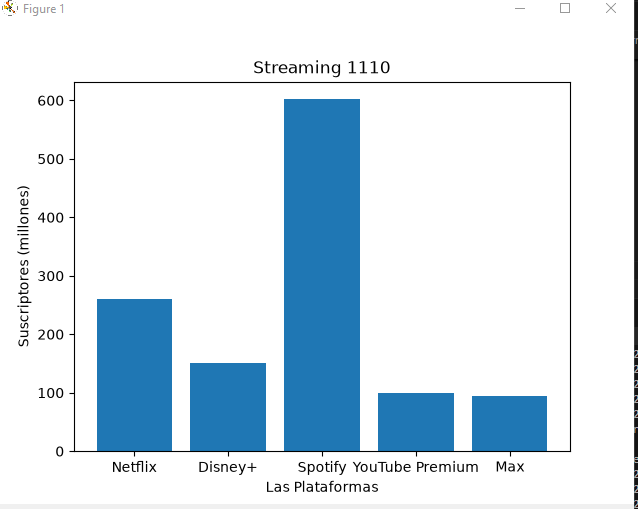 Figure 1
Streaming 1110
Suscriptores (millones)
600
500
400
300
200
100
0
Netflix Disney+ Spotify YouTube Premium Max
Las Plataformas